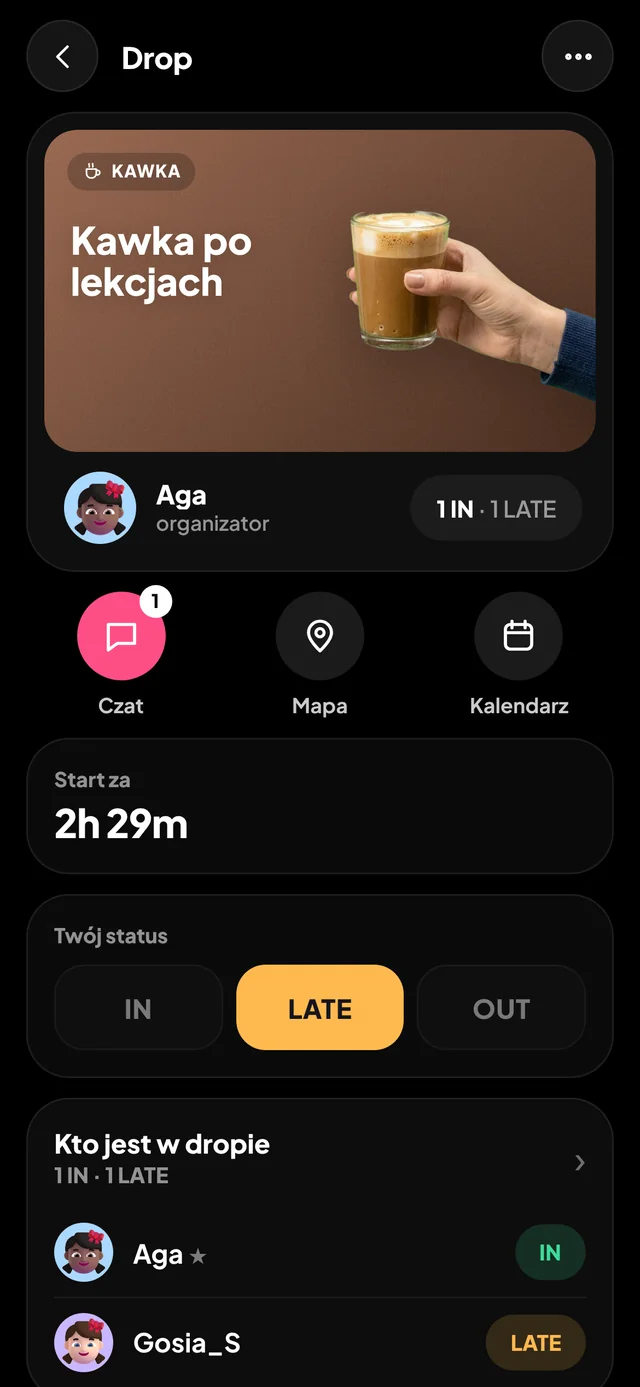 Drop
KAWKA
Kawka po
lekcjach
Aga
organizator
1 IN · 1 LATE
1
Czat
Mapa
Kalendarz
Start za
2h 29m
Twój status
IN
LATE
OUT
Kto jest w dropie
1 IN · 1 LATE
Aga ★
IN
Gosia_S
LATE